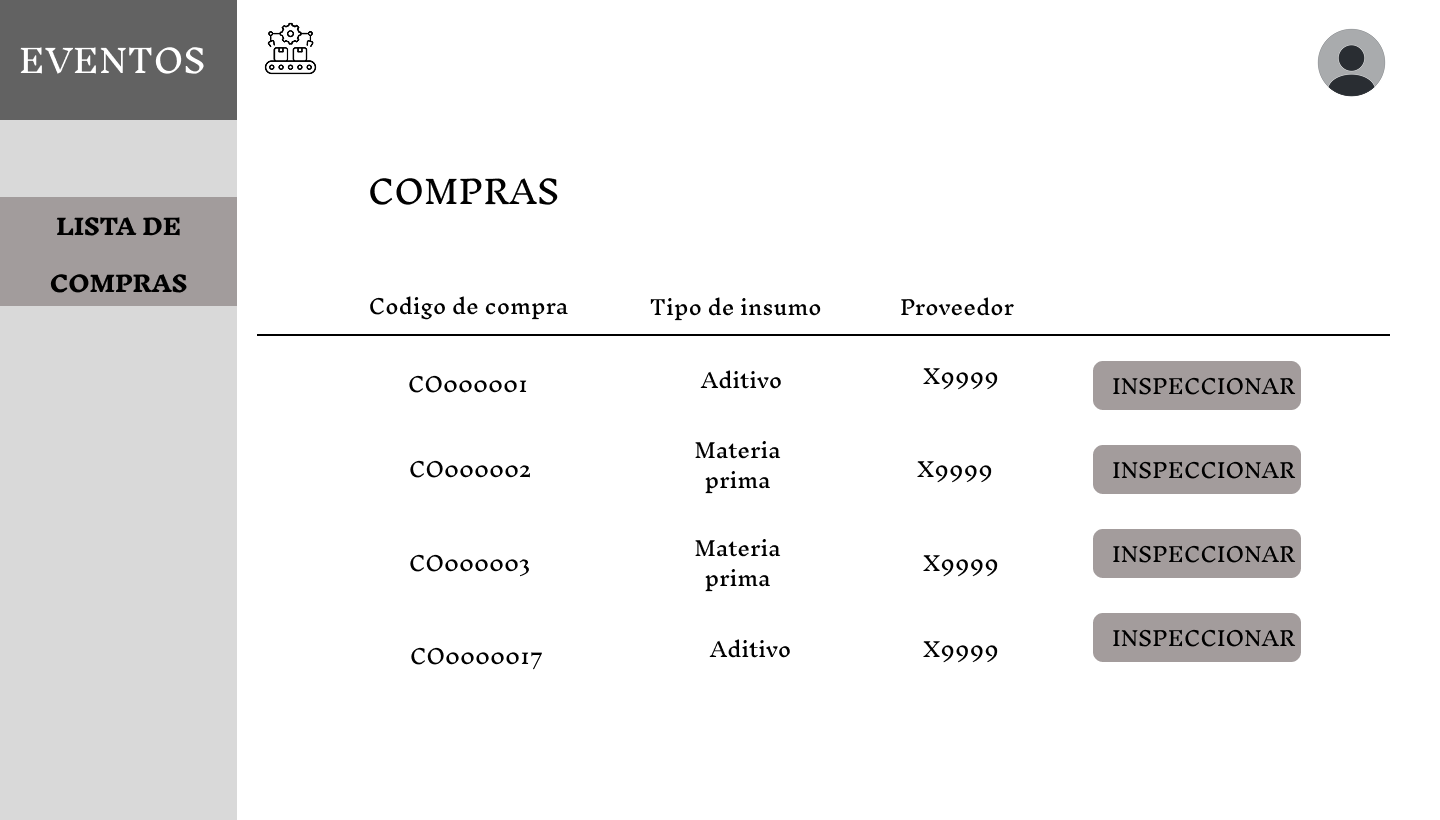 EVENTOS
LISTA DE
COMPRAS
COMPRAS
Codigo de compra Tipo de insumo Proveedor
CO000001 Aditivo X9999 INSPECCIONAR
Materia
prima
CO000002 X9999 INSPECCIONAR
Materia
prima
CO000003 X9999 INSPECCIONAR
CO0000017 Aditivo X9999 INSPECCIONAR